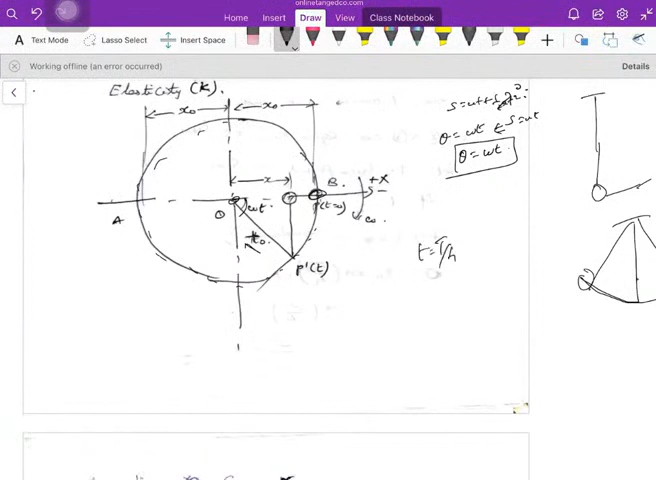 onlinetangedco.com
Home Insert Draw View Class Notebook
A Text Mode Lasso Select Insert Space
Working offline (an error occurred) Details
Elasticity (K).
x₀ x₀
x
A O ωt B. +X
P(t=0)
P'(t)
θ = ωt
θ = ωt